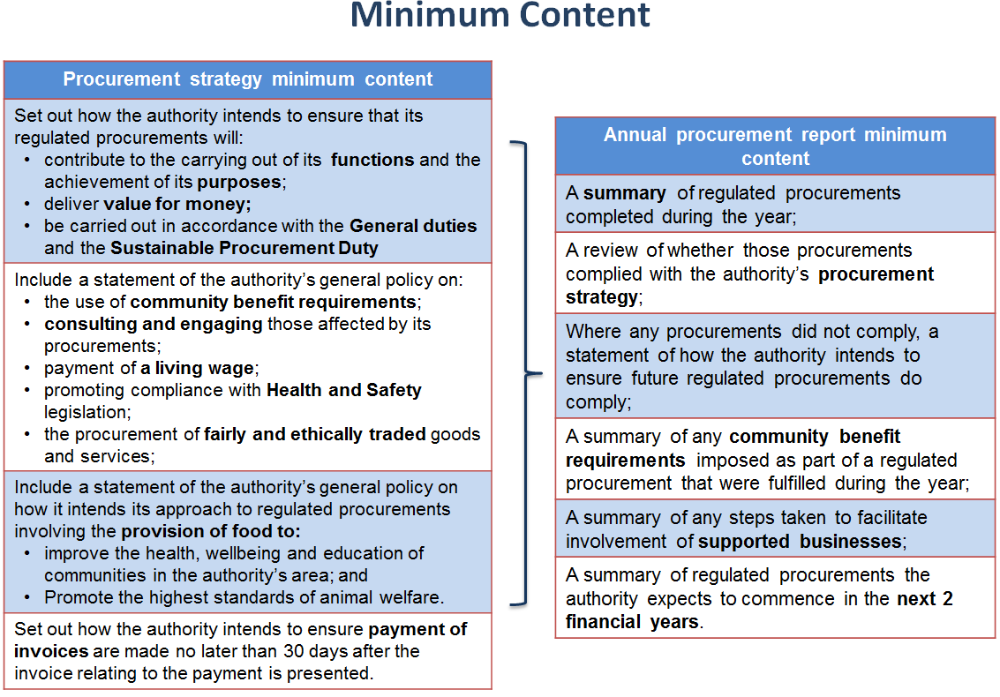 Minimum Content
Procurement strategy minimum content
Set out how the authority intends to ensure that its
regulated procurements will:
• contribute to the carrying out of its functions and the
achievement of its purposes;
• deliver value for money;
• be carried out in accordance with the General duties
and the Sustainable Procurement Duty
Include a statement of the authority’s general policy on:
• the use of community benefit requirements;
• consulting and engaging those affected by its
procurements;
• payment of a living wage;
• promoting compliance with Health and Safety
legislation;
• the procurement of fairly and ethically traded goods
and services;
Include a statement of the authority’s general policy on
how it intends its approach to regulated procurements
involving the provision of food to:
• improve the health, wellbeing and education of
communities in the authority’s area; and
• Promote the highest standards of animal welfare.
Set out how the authority intends to ensure payment of
invoices are made no later than 30 days after the
invoice relating to the payment is presented.
Annual procurement report minimum
content
A summary of regulated procurements
completed during the year;
A review of whether those procurements
complied with the authority’s procurement
strategy;
Where any procurements did not comply, a
statement of how the authority intends to
ensure future regulated procurements do
comply;
A summary of any community benefit
requirements imposed as part of a regulated
procurement that were fulfilled during the year;
A summary of any steps taken to facilitate
involvement of supported businesses;
A summary of regulated procurements the
authority expects to commence in the next 2
financial years.